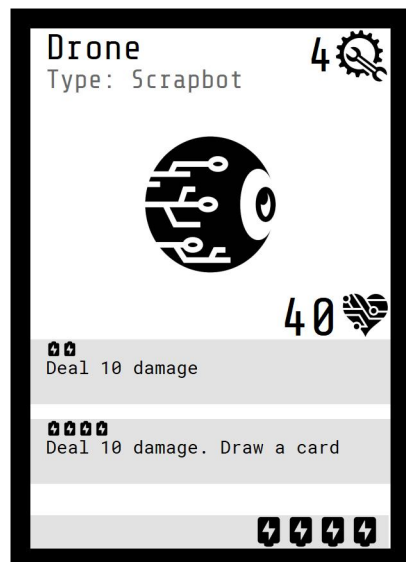 Drone
4
Type: Scrapbot
40
Deal 10 damage
Deal 10 damage. Draw a card